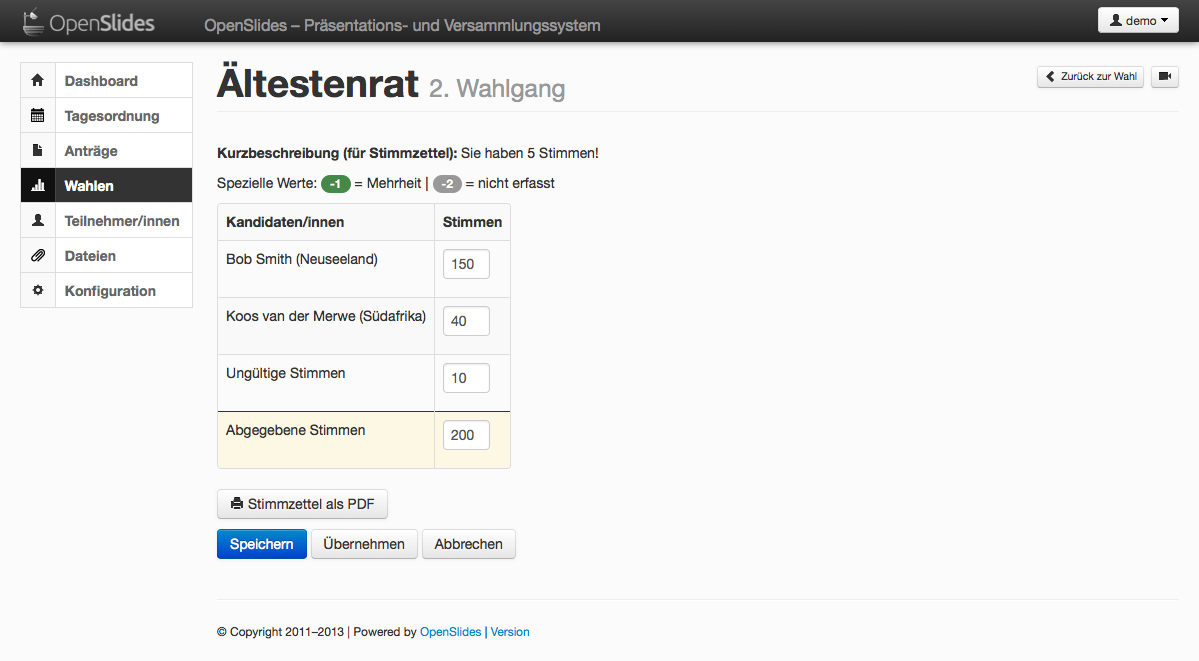 OpenSlides OpenSlides – Präsentations- und Versammlungssystem demo
Dashboard
Tagesordnung
Anträge
Wahlen
Teilnehmer/innen
Dateien
Konfiguration
Ältestenrat 2. Wahlgang
Zurück zur Wahl
Kurzbeschreibung (für Stimmzettel): Sie haben 5 Stimmen!
Spezielle Werte: -1 = Mehrheit | -2 = nicht erfasst
Kandidaten/innen Stimmen
Bob Smith (Neuseeland) 150
Koos van der Merwe (Südafrika) 40
Ungültige Stimmen 10
Abgegebene Stimmen 200
Stimmzettel als PDF
Speichern Übernehmen Abbrechen
© Copyright 2011–2013 | Powered by OpenSlides | Version